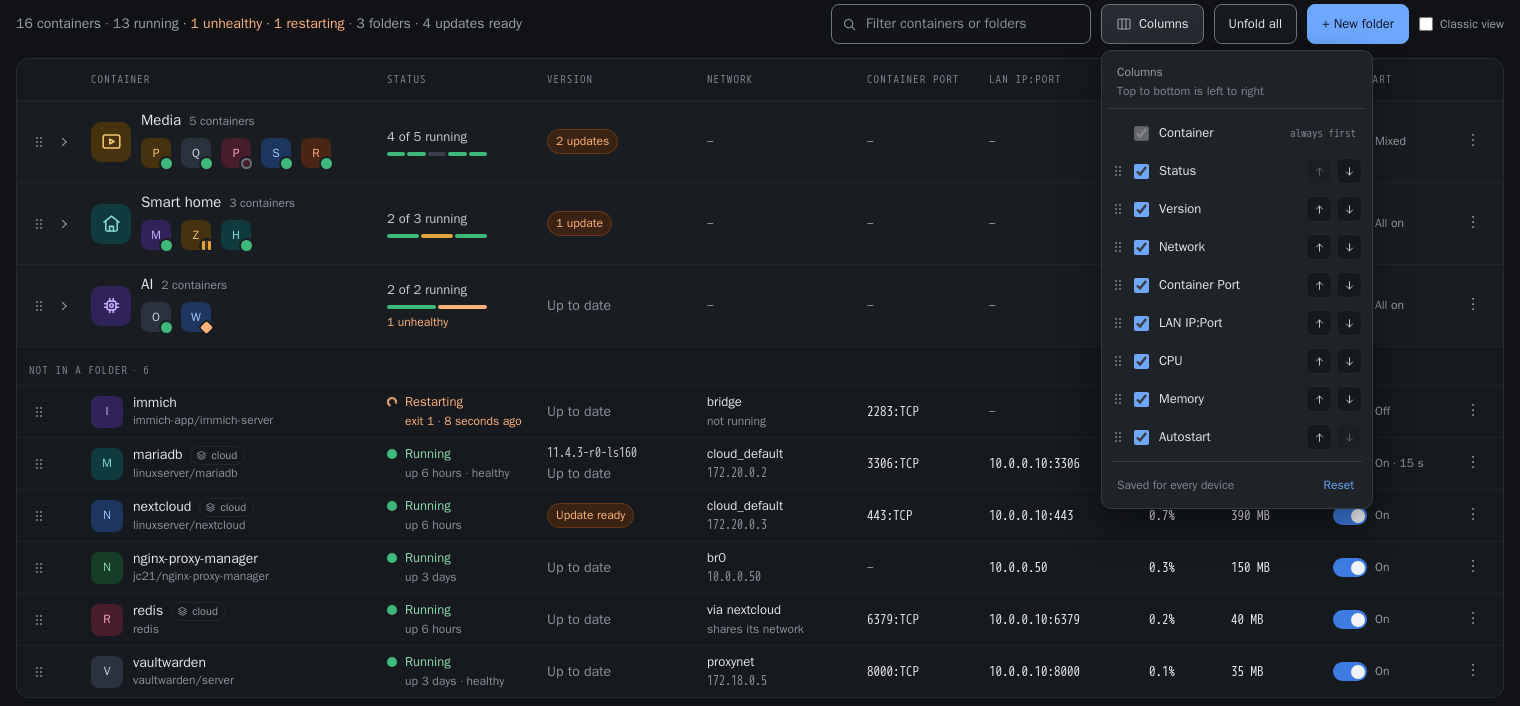 16 containers · 13 running · 1 unhealthy · 1 restarting · 3 folders · 4 updates ready
Filter containers or folders
Columns
Unfold all
+ New folder
Classic view
CONTAINER STATUS VERSION NETWORK CONTAINER PORT LAN IP:PORT ART
Media 5 containers
P Q P S R
4 of 5 running
2 updates
– – –
Mixed
Smart home 3 containers
M Z H
2 of 3 running
1 update
– – –
All on
AI 2 containers
O W
2 of 2 running
1 unhealthy
Up to date
– – –
All on
NOT IN A FOLDER · 6
I
immich
immich-app/immich-server
Restarting
exit 1 · 8 seconds ago
Up to date
bridge
not running
2283:TCP
–
Off
M
mariadb cloud
linuxserver/mariadb
Running
up 6 hours · healthy
11.4.3-r0-ls160
Up to date
cloud_default
172.20.0.2
3306:TCP
10.0.0.10:3306
On · 15 s
N
nextcloud cloud
linuxserver/nextcloud
Running
up 6 hours
Update ready
cloud_default
172.20.0.3
443:TCP
10.0.0.10:443
0.7%
390 MB
On
N
nginx-proxy-manager
jc21/nginx-proxy-manager
Running
up 3 days
Up to date
br0
10.0.0.50
–
10.0.0.50
0.3%
150 MB
On
R
redis cloud
redis
Running
up 6 hours
Up to date
via nextcloud
shares its network
6379:TCP
10.0.0.10:6379
0.2%
40 MB
On
V
vaultwarden
vaultwarden/server
Running
up 3 days · healthy
Up to date
proxynet
172.18.0.5
8000:TCP
10.0.0.10:8000
0.1%
35 MB
On
Columns
Top to bottom is left to right
Container always first
Status ↑ ↓
Version ↑ ↓
Network ↑ ↓
Container Port ↑ ↓
LAN IP:Port ↑ ↓
CPU ↑ ↓
Memory ↑ ↓
Autostart ↑ ↓
Saved for every device
Reset